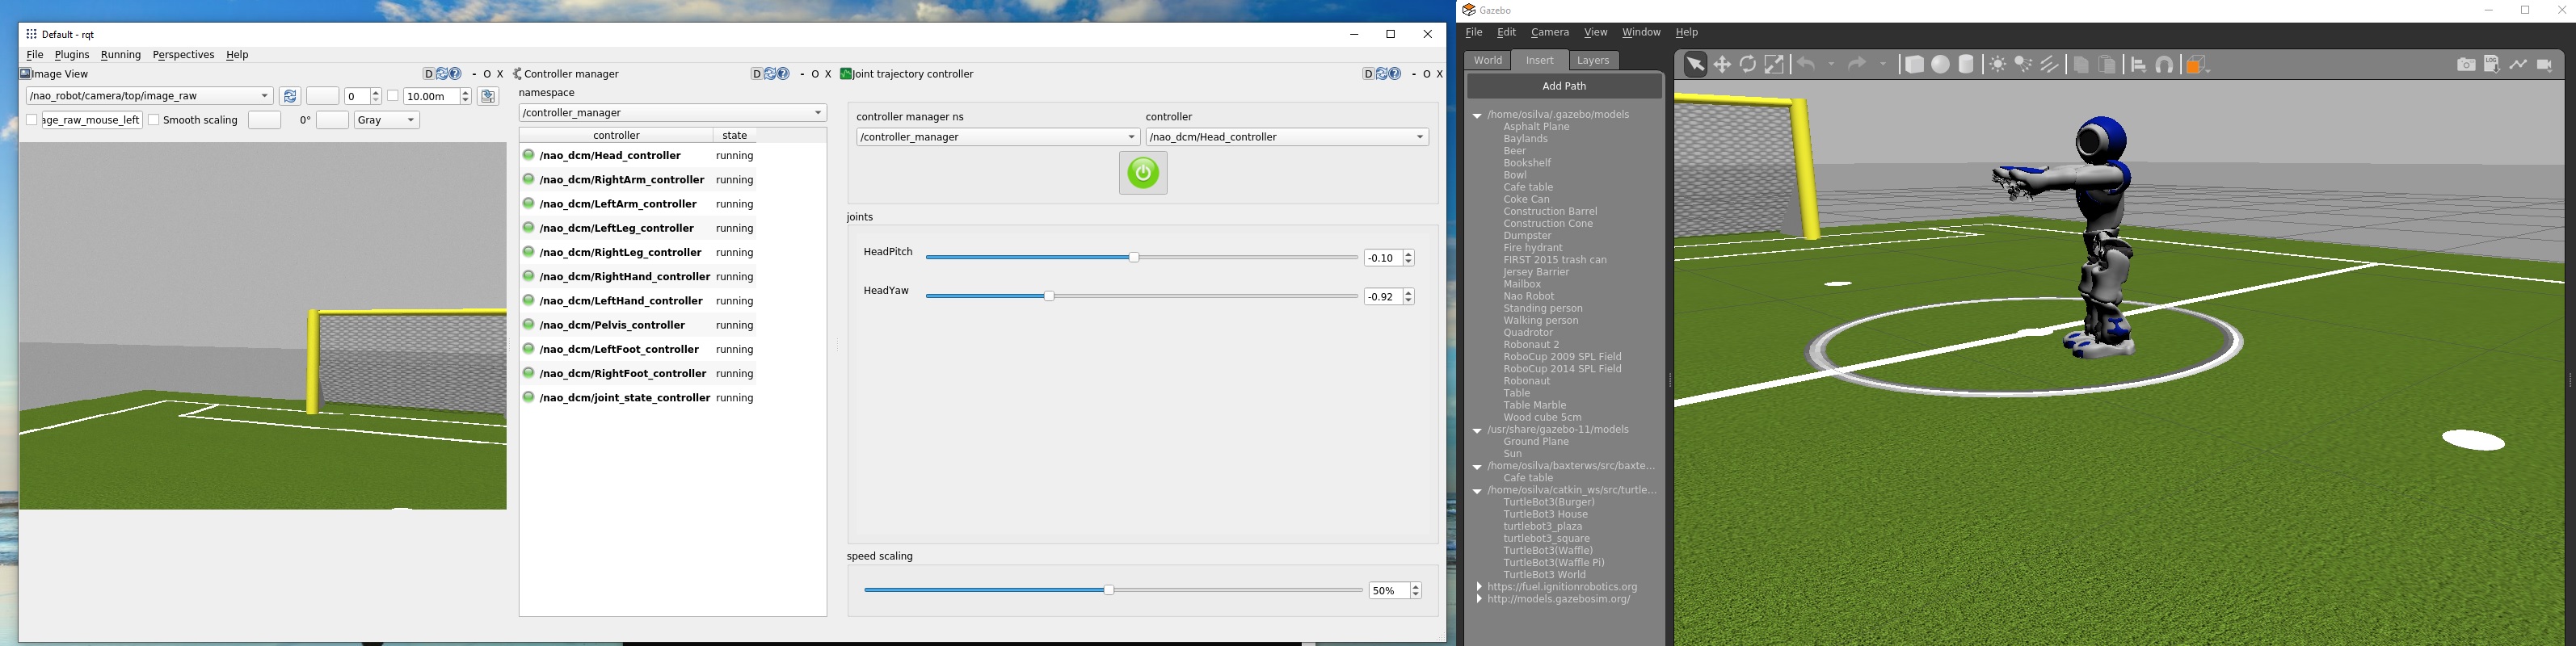 Default - rqt
File Plugins Running Perspectives Help
Image View
D
- O X
/nao_robot/camera/top/image_raw
0
10.00m
age_raw_mouse_left
Smooth scaling
0°
Gray
Controller manager
D
- O X
namespace
/controller_manager
controller state
/nao_dcm/Head_controller running
/nao_dcm/RightArm_controller running
/nao_dcm/LeftArm_controller running
/nao_dcm/LeftLeg_controller running
/nao_dcm/RightLeg_controller running
/nao_dcm/RightHand_controller running
/nao_dcm/LeftHand_controller running
/nao_dcm/Pelvis_controller running
/nao_dcm/LeftFoot_controller running
/nao_dcm/RightFoot_controller running
/nao_dcm/joint_state_controller running
Joint trajectory controller
D
- O X
controller manager ns controller
/controller_manager /nao_dcm/Head_controller
joints
HeadPitch -0.10
HeadYaw -0.92
speed scaling
50%
Gazebo
File Edit Camera View Window Help
World Insert Layers
Add Path
/home/osilva/.gazebo/models
Asphalt Plane
Baylands
Beer
Bookshelf
Bowl
Cafe table
Coke Can
Construction Barrel
Construction Cone
Dumpster
Fire hydrant
FIRST 2015 trash can
Jersey Barrier
Mailbox
Nao Robot
Standing person
Walking person
Quadrotor
Robonaut 2
RoboCup 2009 SPL Field
RoboCup 2014 SPL Field
Robonaut
Table
Table Marble
Wood cube 5cm
/usr/share/gazebo-11/models
Ground Plane
Sun
/home/osilva/baxterws/src/baxte...
Cafe table
/home/osilva/catkin_ws/src/turtle...
TurtleBot3(Burger)
TurtleBot3 House
turtlebot3_plaza
turtlebot3_square
TurtleBot3(Waffle)
TurtleBot3(Waffle Pi)
TurtleBot3 World
https://fuel.ignitionrobotics.org
http://models.gazebosim.org/